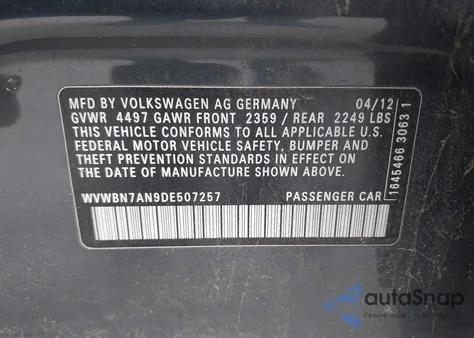 MFD BY VOLKSWAGEN AG GERMANY 04/12
GVWR 4497 GAWR FRONT 2359 / REAR 2249 LBS
THIS VEHICLE CONFORMS TO ALL APPLICABLE U.S.
FEDERAL MOTOR VEHICLE SAFETY, BUMPER AND
THEFT PREVENTION STANDARDS IN EFFECT ON
THE DATE OF MANUFACTURE SHOWN ABOVE.
WVWBN7AN9DE507257 PASSENGER CAR
1645466 3063 1
autoSnap